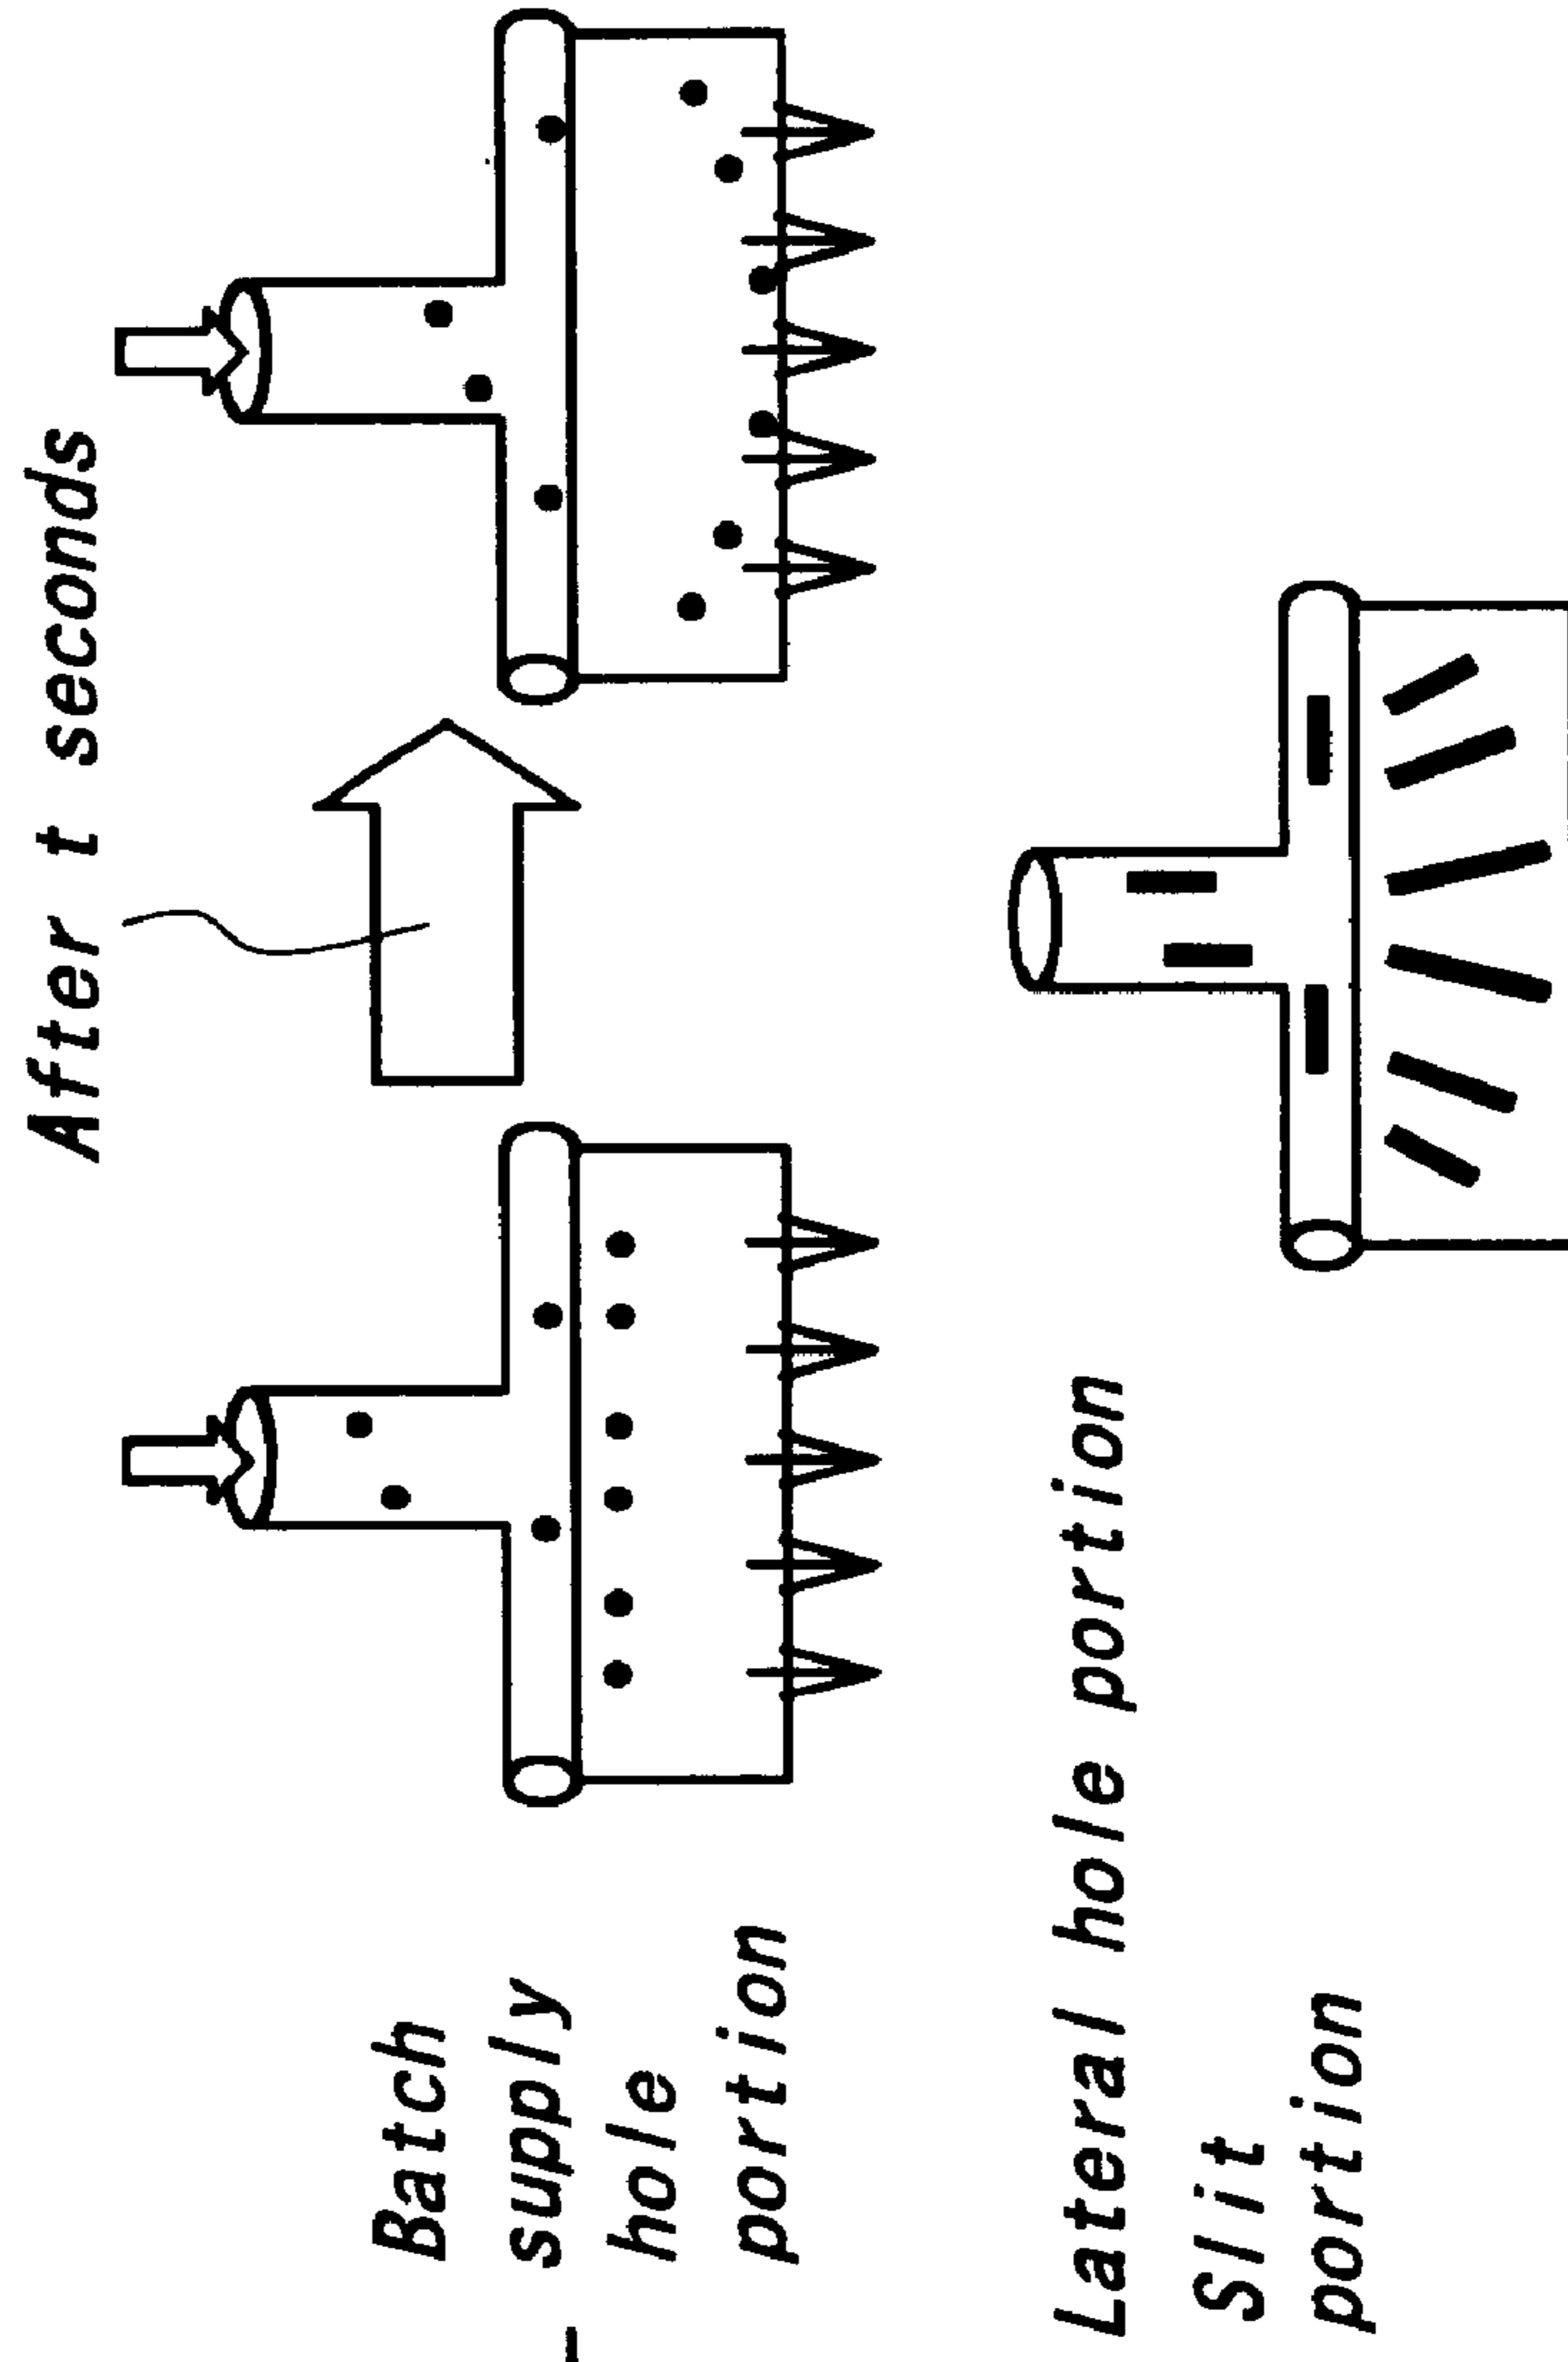 After t seconds
Batch
supply
hole
portion
Lateral hole portion
Slit
portion